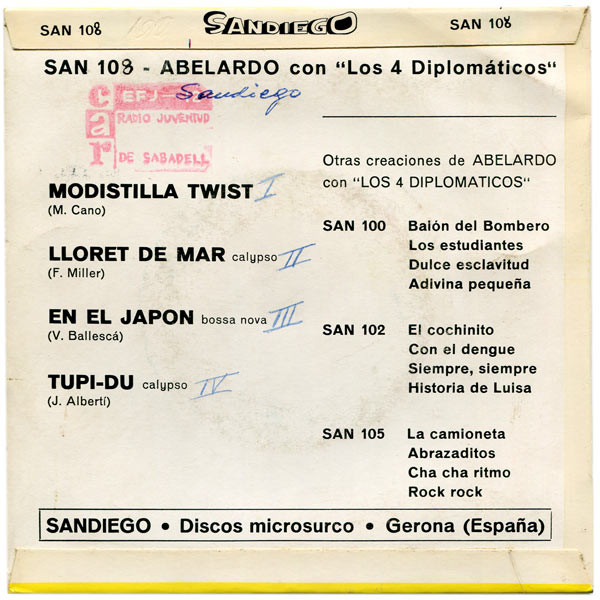 SAN 108
100
SANDIEGO
SAN 108
SAN 108 - ABELARDO con "Los 4 Diplomáticos"
Sandiego
car
EFJ
RADIO JUVENTUD
DE SABADELL
MODISTILLA TWIST I
(M. Cano)
LLORET DE MAR calypso II
(F. Miller)
EN EL JAPON bossa nova III
(V. Ballescá)
TUPI-DU calypso IV
(J. Albertí)
Otras creaciones de ABELARDO
con "LOS 4 DIPLOMATICOS"
SAN 100 Baión del Bombero
Los estudiantes
Dulce esclavitud
Adivina pequeña
SAN 102 El cochinito
Con el dengue
Siempre, siempre
Historia de Luisa
SAN 105 La camioneta
Abrazaditos
Cha cha ritmo
Rock rock
SANDIEGO • Discos microsurco • Gerona (España)